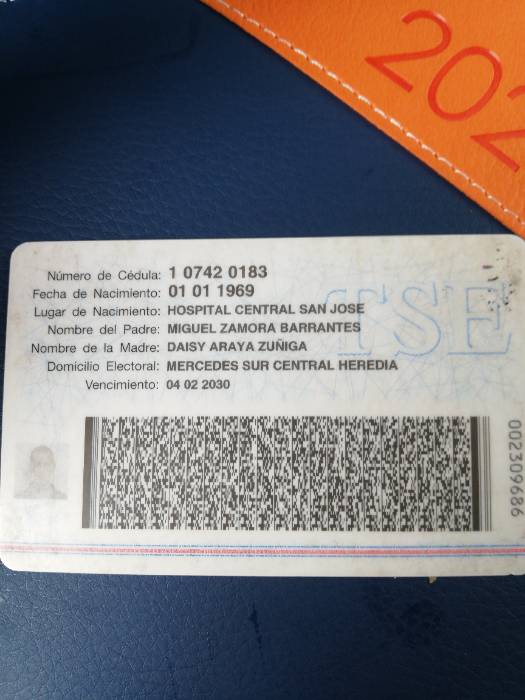 202
Número de Cédula: 1 0742 0183
Fecha de Nacimiento: 01 01 1969
Lugar de Nacimiento: HOSPITAL CENTRAL SAN JOSE
Nombre del Padre: MIGUEL ZAMORA BARRANTES
Nombre de la Madre: DAISY ARAYA ZUÑIGA
Domicilio Electoral: MERCEDES SUR CENTRAL HEREDIA
Vencimiento: 04 02 2030
TSE
002309686